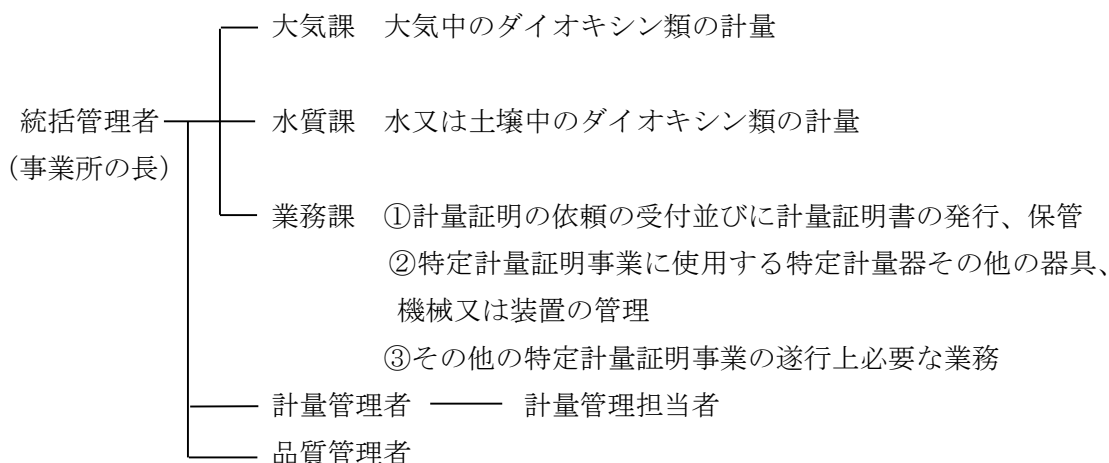 大気課 大気中のダイオキシン類の計量
統括管理者
水質課 水又は土壌中のダイオキシン類の計量
(事業所の長)
業務課 ①計量証明の依頼の受付並びに計量証明書の発行、保管
②特定計量証明事業に使用する特定計量器その他の器具、
機械又は装置の管理
③その他の特定計量証明事業の遂行上必要な業務
計量管理者 計量管理担当者
品質管理者